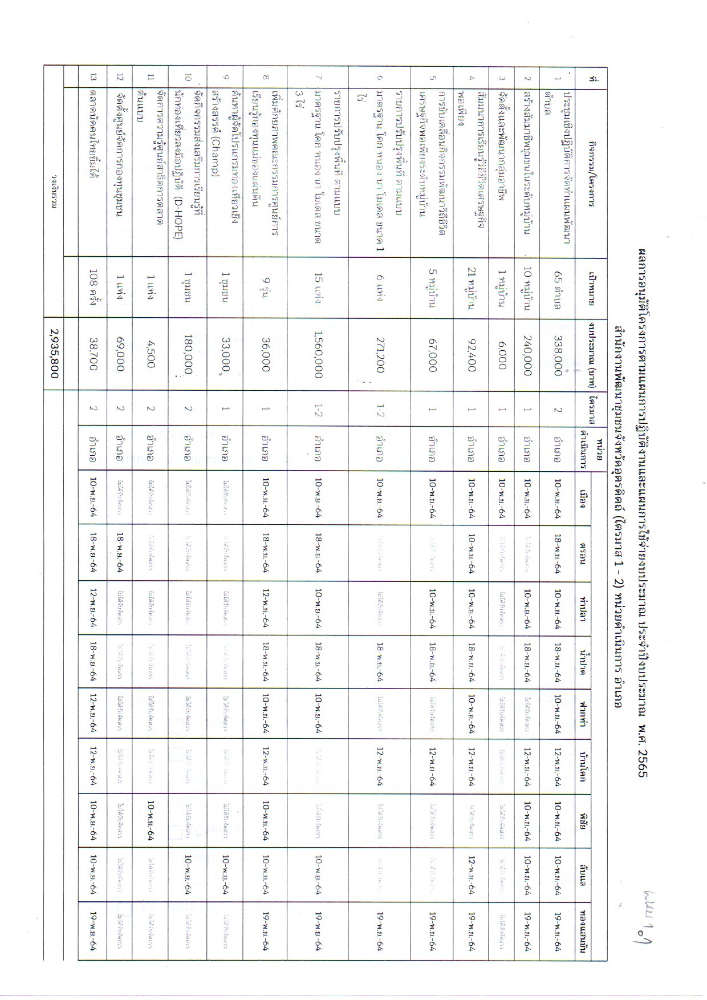 แนบ 1.1
ผลการอนุมัติโครงการตามแผนการปฏิบัติงานและแผนการใช้จ่ายงบประมาณ ประจำปีงบประมาณ พ.ศ. 2565
สำนักงานพัฒนาชุมชนจังหวัดอุตรดิตถ์ (ไตรมาส 1 - 2) หน่วยดำเนินการ อำเภอ
ที่ กิจกรรม/โครงการ เป้าหมาย งบประมาณ (บาท) ไตรมาส หน่วยดำเนินการ เมือง ตรอน ท่าปลา น้ำปาด ฟากท่า บ้านโคก พิชัย ลับแล ทองแสนขัน
1 ประชุมเชิงปฏิบัติการจัดทำแผนพัฒนาตำบล 65 ตำบล 338,000 2 อำเภอ 10-พ.ย.-64 18-พ.ย.-64 10-พ.ย.-64 18-พ.ย.-64 10-พ.ย.-64 12-พ.ย.-64 10-พ.ย.-64 10-พ.ย.-64 19-พ.ย.-64
2 สร้างสัมมาชีพชุมชนในระดับหมู่บ้าน 10 หมู่บ้าน 240,000 1 อำเภอ 10-พ.ย.-64 ไม่ได้รับจัดสรร 10-พ.ย.-64 18-พ.ย.-64 ไม่ได้รับจัดสรร 12-พ.ย.-64 10-พ.ย.-64 10-พ.ย.-64 19-พ.ย.-64
3 จัดตั้งและพัฒนากลุ่มอาชีพ 1 หมู่บ้าน 6,000 1 อำเภอ 10-พ.ย.-64 ไม่ได้รับจัดสรร ไม่ได้รับจัดสรร ไม่ได้รับจัดสรร ไม่ได้รับจัดสรร ไม่ได้รับจัดสรร ไม่ได้รับจัดสรร ไม่ได้รับจัดสรร ไม่ได้รับจัดสรร
4 สัมมนาการเรียนรู้วิถีชีวิตเศรษฐกิจพอเพียง 21 หมู่บ้าน 92,400 1 อำเภอ 10-พ.ย.-64 10-พ.ย.-64 10-พ.ย.-64 18-พ.ย.-64 10-พ.ย.-64 12-พ.ย.-64 ไม่ได้รับจัดสรร 12-พ.ย.-64 19-พ.ย.-64
5 การขับเคลื่อนกิจกรรมพัฒนาวิถีชีวิตเศรษฐกิจพอเพียงระดับหมู่บ้าน 5 หมู่บ้าน 67,000 1 อำเภอ 10-พ.ย.-64 ไม่ได้รับจัดสรร 10-พ.ย.-64 18-พ.ย.-64 ไม่ได้รับจัดสรร 12-พ.ย.-64 ไม่ได้รับจัดสรร ไม่ได้รับจัดสรร 19-พ.ย.-64
6 รายการปรับปรุงพื้นที่ ตามแบบมาตรฐาน โคก หนอง นา โมเดล ขนาด 1 ไร่ 6 แห่ง 271,200 1-2 อำเภอ 10-พ.ย.-64 ไม่ได้รับจัดสรร ไม่ได้รับจัดสรร 18-พ.ย.-64 ไม่ได้รับจัดสรร 12-พ.ย.-64 ไม่ได้รับจัดสรร ไม่ได้รับจัดสรร 19-พ.ย.-64
7 รายการปรับปรุงพื้นที่ ตามแบบมาตรฐาน โคก หนอง นา โมเดล ขนาด 3 ไร่ 15 แห่ง 1,560,000 1-2 อำเภอ 10-พ.ย.-64 18-พ.ย.-64 10-พ.ย.-64 18-พ.ย.-64 10-พ.ย.-64 ไม่ได้รับจัดสรร ไม่ได้รับจัดสรร 10-พ.ย.-64 19-พ.ย.-64
8 เพิ่มศักยภาพคณะกรรมการศูนย์การเรียนรู้กองทุนแม่ของแผ่นดิน 9 รุ่น 36,000 1 อำเภอ 10-พ.ย.-64 18-พ.ย.-64 12-พ.ย.-64 18-พ.ย.-64 10-พ.ย.-64 12-พ.ย.-64 10-พ.ย.-64 10-พ.ย.-64 19-พ.ย.-64
9 ค้นหาผู้จัดโปรแกรมท่องเที่ยวเชิงสร้างสรรค์ (Champ) 1 ชุมชน 33,000 1 อำเภอ ไม่ได้รับจัดสรร ไม่ได้รับจัดสรร ไม่ได้รับจัดสรร ไม่ได้รับจัดสรร ไม่ได้รับจัดสรร ไม่ได้รับจัดสรร ไม่ได้รับจัดสรร 10-พ.ย.-64 ไม่ได้รับจัดสรร
10 จัดกิจกรรมส่งเสริมการเรียนรู้ที่นักท่องเที่ยวลงมือปฏิบัติ (D-HOPE) 1 ชุมชน 180,000 2 อำเภอ ไม่ได้รับจัดสรร ไม่ได้รับจัดสรร ไม่ได้รับจัดสรร ไม่ได้รับจัดสรร ไม่ได้รับจัดสรร ไม่ได้รับจัดสรร ไม่ได้รับจัดสรร 10-พ.ย.-64 ไม่ได้รับจัดสรร
11 จัดการความรู้ศูนย์สาธิตการตลาดต้นแบบ 1 แห่ง 4,500 2 อำเภอ ไม่ได้รับจัดสรร ไม่ได้รับจัดสรร ไม่ได้รับจัดสรร ไม่ได้รับจัดสรร ไม่ได้รับจัดสรร ไม่ได้รับจัดสรร 10-พ.ย.-64 ไม่ได้รับจัดสรร ไม่ได้รับจัดสรร
12 จัดตั้งศูนย์จัดการกองทุนชุมชน 1 แห่ง 69,000 2 อำเภอ ไม่ได้รับจัดสรร 18-พ.ย.-64 ไม่ได้รับจัดสรร ไม่ได้รับจัดสรร ไม่ได้รับจัดสรร ไม่ได้รับจัดสรร ไม่ได้รับจัดสรร ไม่ได้รับจัดสรร ไม่ได้รับจัดสรร
13 ตลาดนัดคนไทยยิ้มได้ 108 ครั้ง 38,700 2 อำเภอ 10-พ.ย.-64 18-พ.ย.-64 12-พ.ย.-64 18-พ.ย.-64 12-พ.ย.-64 12-พ.ย.-64 10-พ.ย.-64 10-พ.ย.-64 19-พ.ย.-64
วงเงินรวม 2,935,800